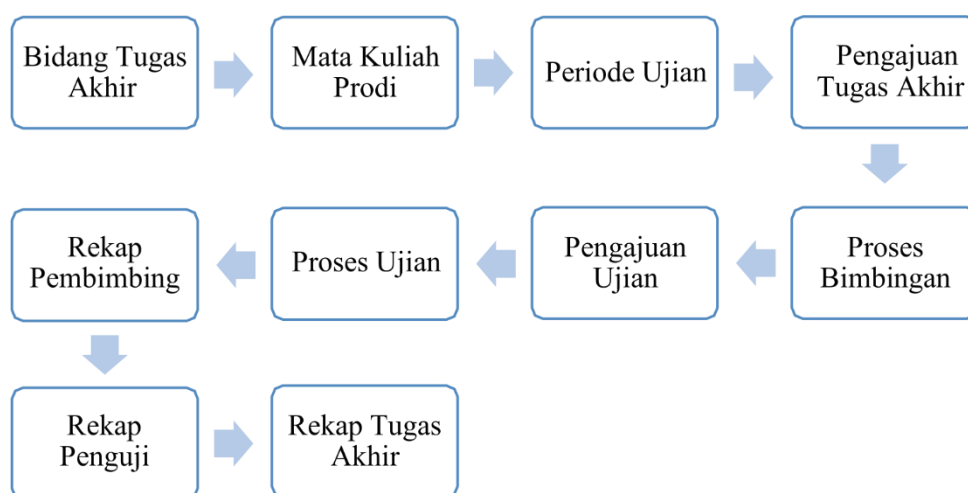 Bidang Tugas
Akhir
Mata Kuliah
Prodi
Periode Ujian
Pengajuan
Tugas Akhir
Proses
Bimbingan
Pengajuan
Ujian
Proses Ujian
Rekap
Pembimbing
Rekap
Penguji
Rekap Tugas
Akhir